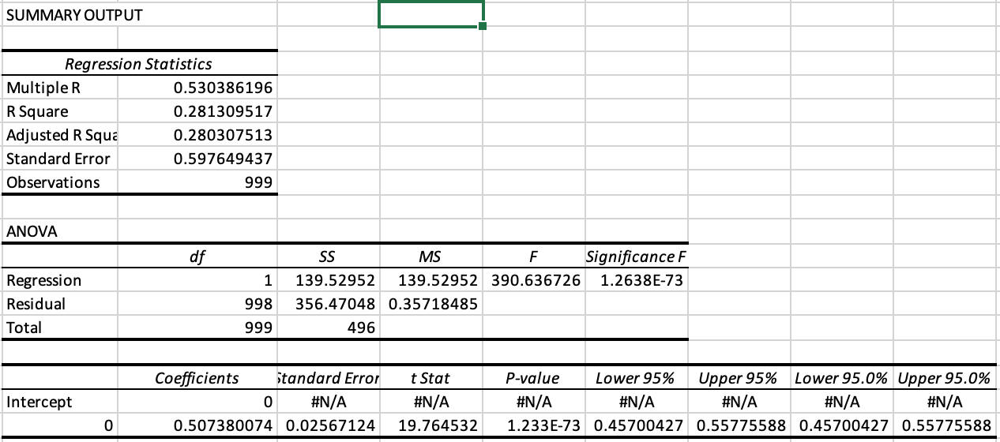 SUMMARY OUTPUT
Regression Statistics
Multiple R 0.530386196
R Square 0.281309517
Adjusted R Squa 0.280307513
Standard Error 0.597649437
Observations 999
ANOVA
df SS MS F Significance F
Regression 1 139.52952 139.52952 390.636726 1.2638E-73
Residual 998 356.47048 0.35718485
Total 999 496
Coefficients Standard Error t Stat P-value Lower 95% Upper 95% Lower 95.0% Upper 95.0%
Intercept 0 #N/A #N/A #N/A #N/A #N/A #N/A #N/A
0 0.507380074 0.02567124 19.764532 1.233E-73 0.45700427 0.55775588 0.45700427 0.55775588